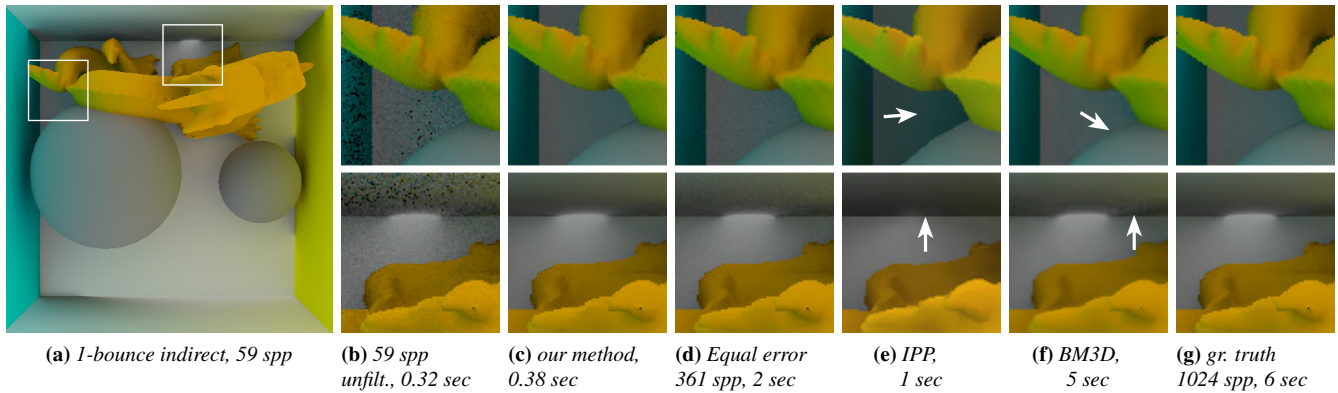 (a) 1-bounce indirect, 59 spp
(b) 59 spp
unfilt., 0.32 sec
(c) our method,
0.38 sec
(d) Equal error
361 spp, 2 sec
(e) IPP,
1 sec
(f) BM3D,
5 sec
(g) gr. truth
1024 spp, 6 sec